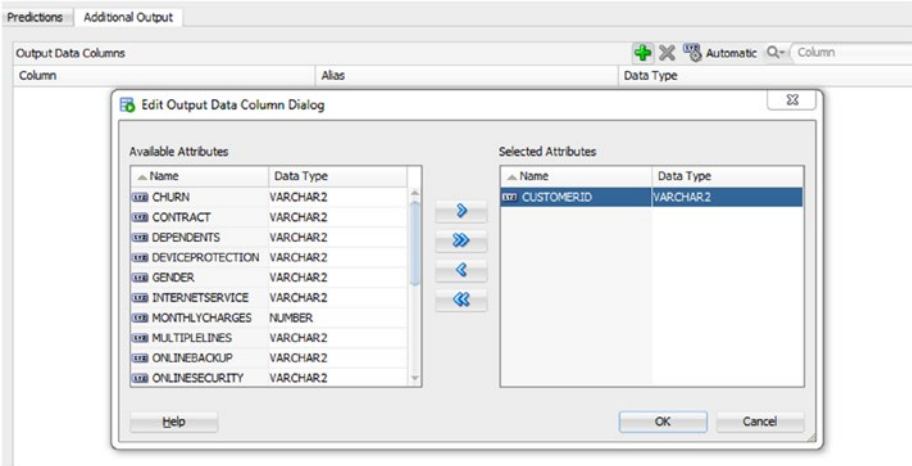 Predictions Additional Output
Output Data Columns Automatic Column
Column Alias Data Type
Edit Output Data Column Dialog
Available Attributes Selected Attributes
Name Data Type Name Data Type
CHURN VARCHAR2 CUSTOMERID VARCHAR2
CONTRACT VARCHAR2
DEPENDENTS VARCHAR2
DEVICEPROTECTION VARCHAR2
GENDER VARCHAR2
INTERNETSERVICE VARCHAR2
MONTHLYCHARGES NUMBER
MULTIPLELINES VARCHAR2
ONLINEBACKUP VARCHAR2
ONLINESECURITY VARCHAR2
Help OK Cancel